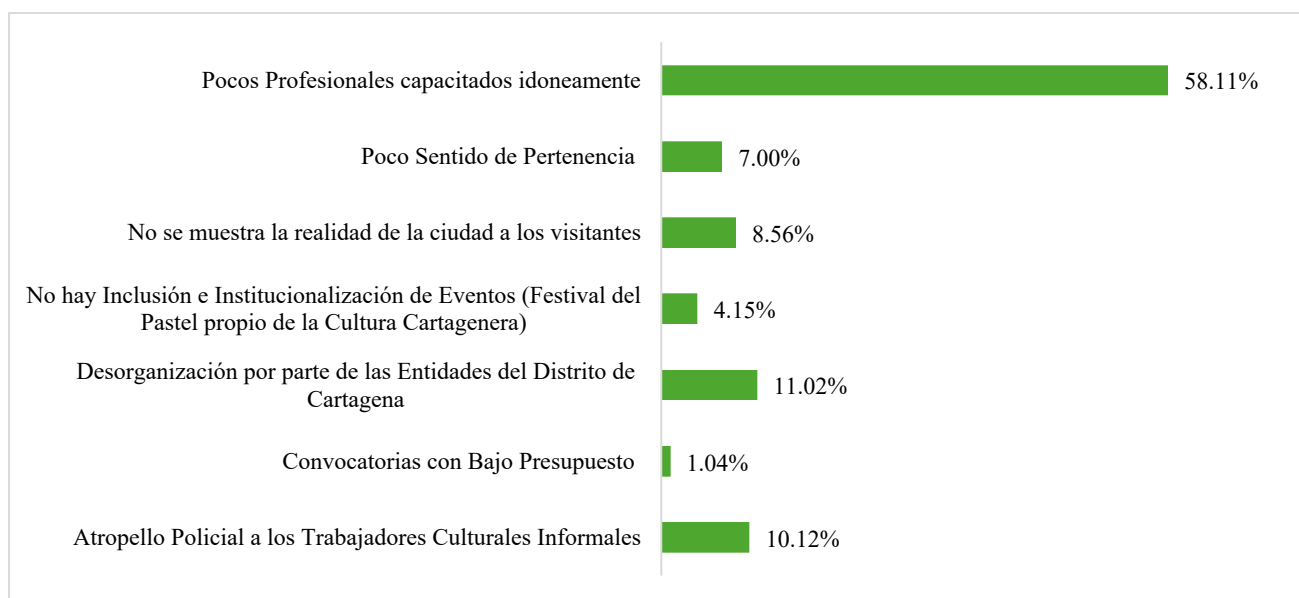 Pocos Profesionales capacitados idoneamente
58.11%
Poco Sentido de Pertenencia
7.00%
No se muestra la realidad de la ciudad a los visitantes
8.56%
No hay Inclusión e Institucionalización de Eventos (Festival del
Pastel propio de la Cultura Cartagenera)
4.15%
Desorganización por parte de las Entidades del Distrito de
Cartagena
11.02%
Convocatorias con Bajo Presupuesto
1.04%
Atropello Policial a los Trabajadores Culturales Informales
10.12%